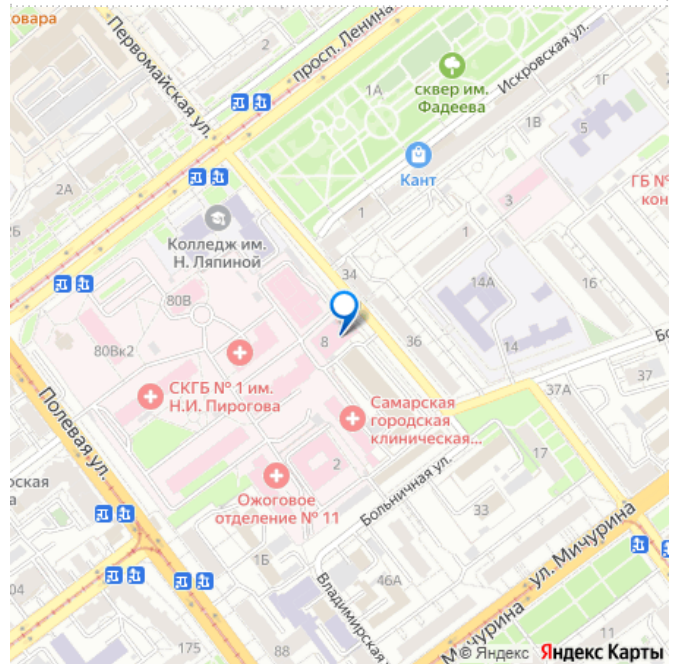 овара
Первомайская ул.
2
просп. Ленина
1А
сквер им.
Фадеева
Искровская ул.
1Г
1В
5
Кант
ГБ №
кон
2А
3
1
1
Колледж им.
Н. Ляпиной
34
14А
16
80В
8
36
14
Бо
80Вк2
37А
37
СКГБ № 1 им.
Н.И. Пирогова
Самарская
городская
клиническая...
Полевая ул.
2
17
рская
а
Ожоговое
отделение № 11
Больничная ул.
33
ул. Мичурина
1Б
04
46А
Владимирская
Мичурина
11
175
88
© Яндекс Яндекс Карты